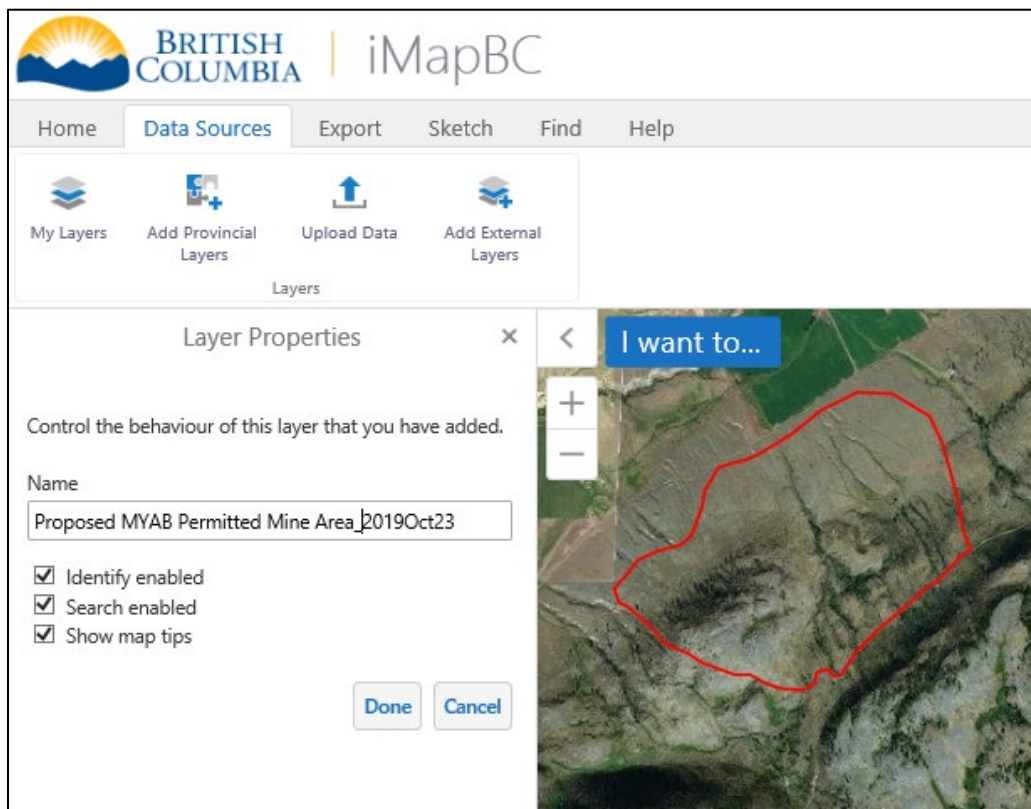 BRITISH
COLUMBIA
iMapBC
Home Data Sources Export Sketch Find Help
My Layers Add Provincial Upload Data Add External
Layers Layers
Layers
Layer Properties ×
< I want to...
+
−
Control the behaviour of this layer that you have added.
Name
Proposed MYAB Permitted Mine Area_2019Oct23
Identify enabled
Search enabled
Show map tips
Done Cancel